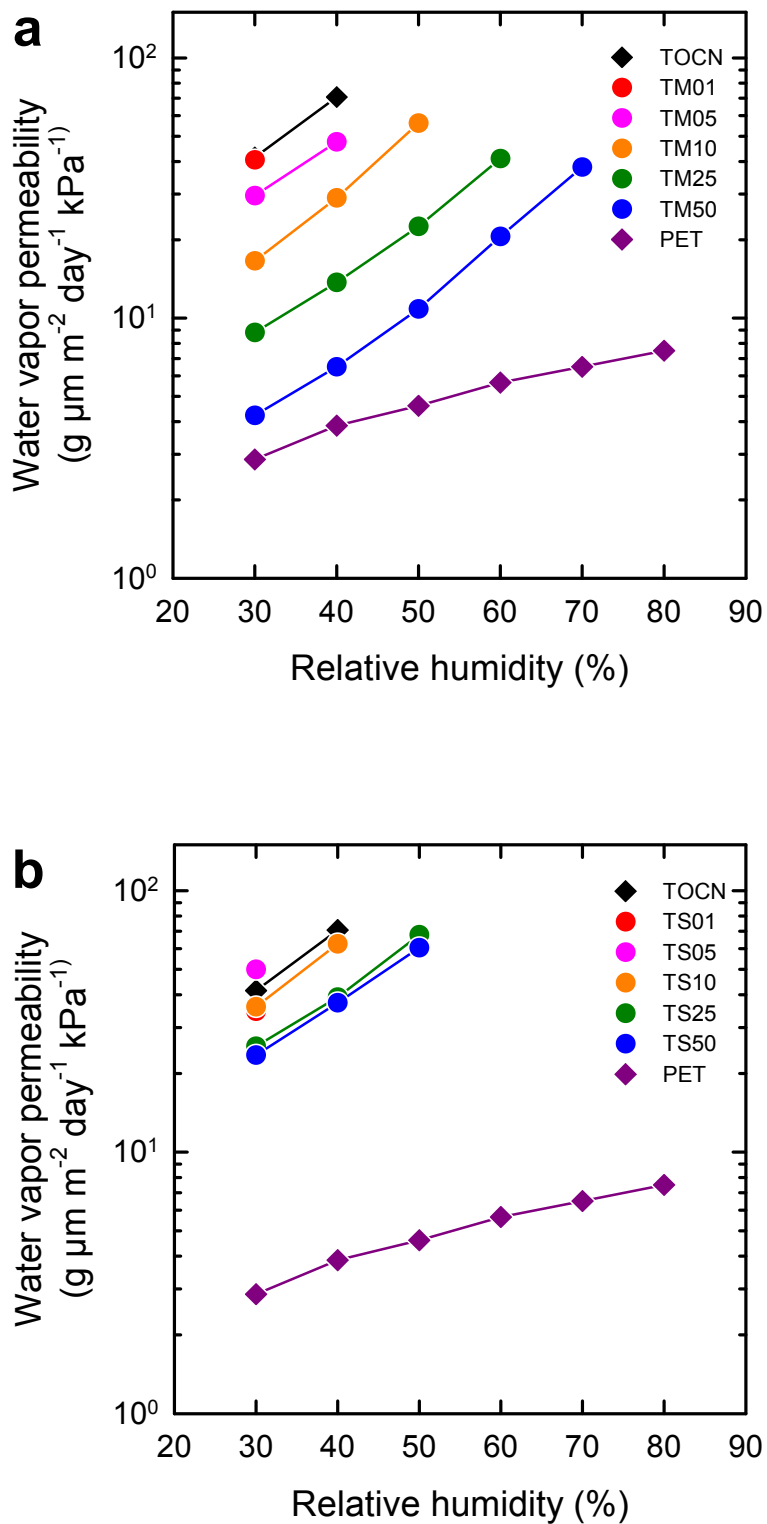 a
Water vapor permeability
(g µm m⁻² day⁻¹ kPa⁻¹)
10²
10¹
10⁰
TOCN
TM01
TM05
TM10
TM25
TM50
PET
20 30 40 50 60 70 80 90
Relative humidity (%)
b
Water vapor permeability
(g µm m⁻² day⁻¹ kPa⁻¹)
10²
10¹
10⁰
TOCN
TS01
TS05
TS10
TS25
TS50
PET
20 30 40 50 60 70 80 90
Relative humidity (%)